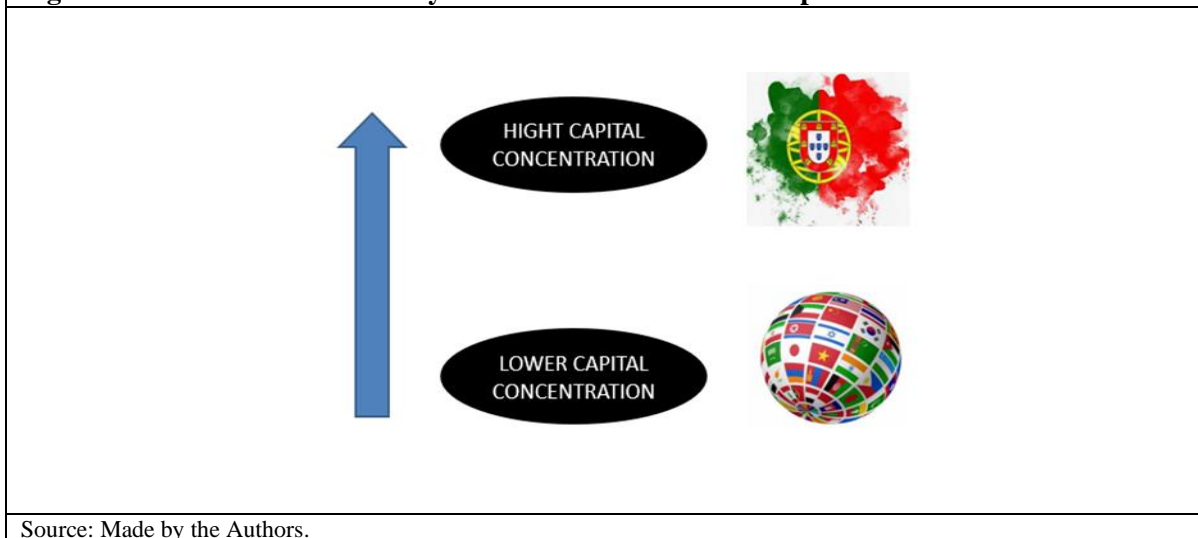 HIGHT CAPITAL
CONCENTRATION
LOWER CAPITAL
CONCENTRATION
Source: Made by the Authors.